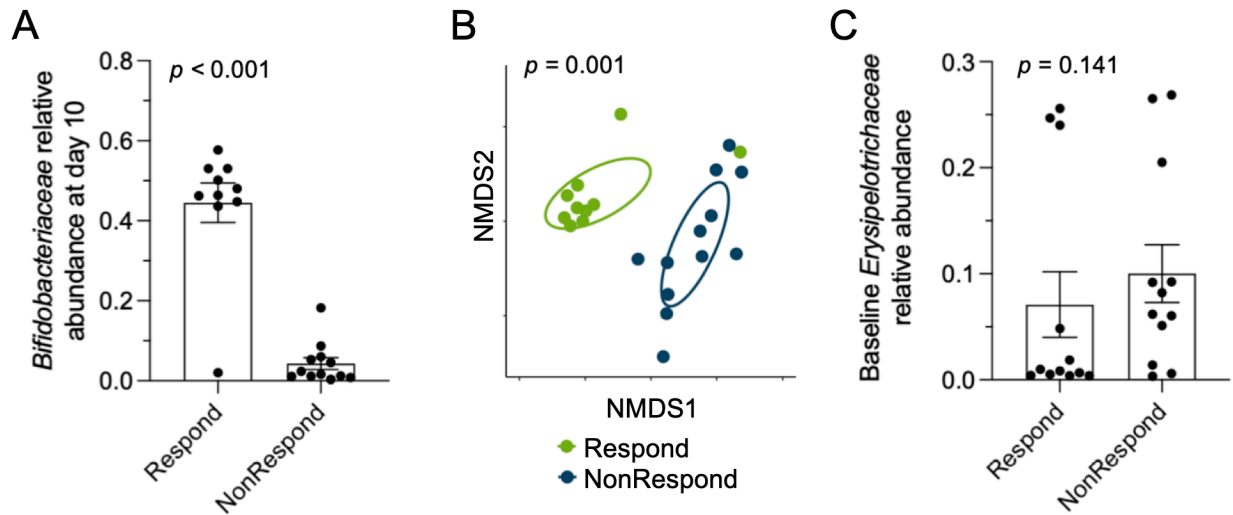 A
Bifidobacteriaceae relative
abundance at day 10
p < 0.001
0.8
0.6
0.4
0.2
0.0
Respond
NonRespond
B
p = 0.001
NMDS2
NMDS1
Respond
NonRespond
C
Baseline Erysipelotrichaceae
relative abundance
p = 0.141
0.3
0.2
0.1
0.0
Respond
NonRespond